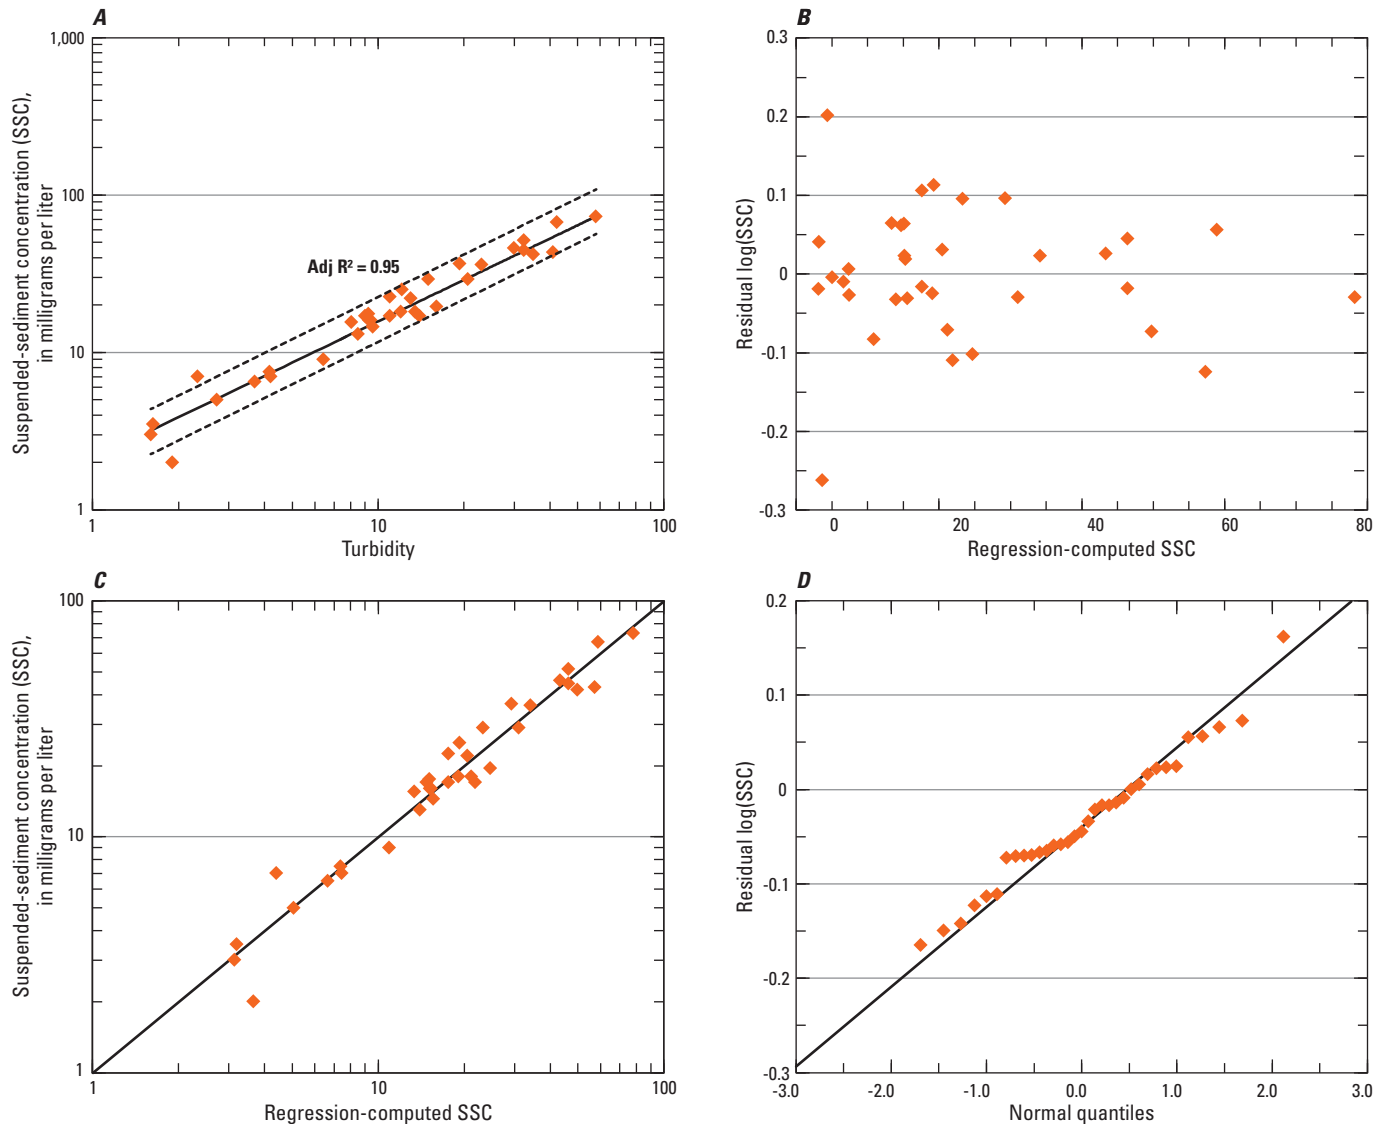 A
1,000
100
10
1
Suspended-sediment concentration (SSC),
in milligrams per liter
Adj R² = 0.95
1
10
100
Turbidity
B
0.3
0.2
0.1
0
-0.1
-0.2
-0.3
Residual log(SSC)
0
20
40
60
80
Regression-computed SSC
C
100
10
1
Suspended-sediment concentration (SSC),
in milligrams per liter
1
10
100
Regression-computed SSC
D
0.2
0.1
0
-0.1
-0.2
-0.3
Residual log(SSC)
-3.0
-2.0
-1.0
0.0
1.0
2.0
3.0
Normal quantiles